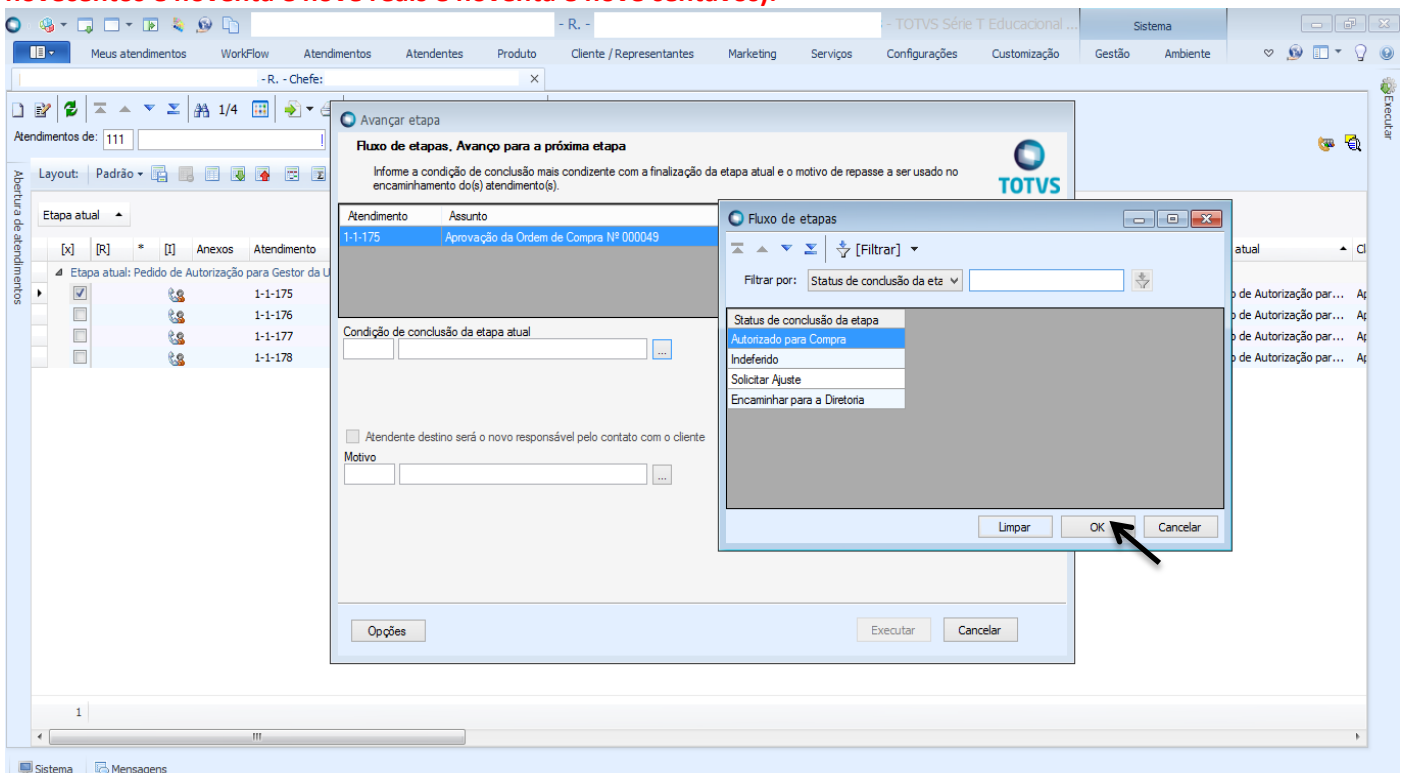 novecentos e noventa e nove reais e noventa e nove centavos).
- R. -
- TOTVS Série T Educacional ...
Sistema
Meus atendimentos WorkFlow Atendimentos Atendentes Produto Cliente / Representantes Marketing Serviços Configurações Customização Gestão Ambiente
- R. - Chefe:
1/4
Executar
Atendimentos de: 111
Abertura de atendimentos
Layout: Padrão
Etapa atual
[x] [R] * [I] Anexos Atendimento
Etapa atual: Pedido de Autorização para Gestor da U
1-1-175
1-1-176
1-1-177
1-1-178
Avançar etapa
Fluxo de etapas, Avanço para a próxima etapa
Informe a condição de conclusão mais condizente com a finalização da etapa atual e o motivo de repasse a ser usado no
encaminhamento do(s) atendimento(s).
TOTVS
Atendimento Assunto
1-1-175 Aprovação da Ordem de Compra Nº 000049
Condição de conclusão da etapa atual
...
Atendente destino será o novo responsável pelo contato com o cliente
Motivo
...
Opções Executar Cancelar
Fluxo de etapas
[Filtrar]
Filtrar por: Status de conclusão da eta
Status de conclusão da etapa
Autorizado para Compra
Indeferido
Solicitar Ajuste
Encaminhar para a Diretoria
Limpar OK Cancelar
atual Cl
o de Autorização par... Ap
o de Autorização par... Ap
o de Autorização par... Ap
o de Autorização par... Ap
1
Sistema Mensagens